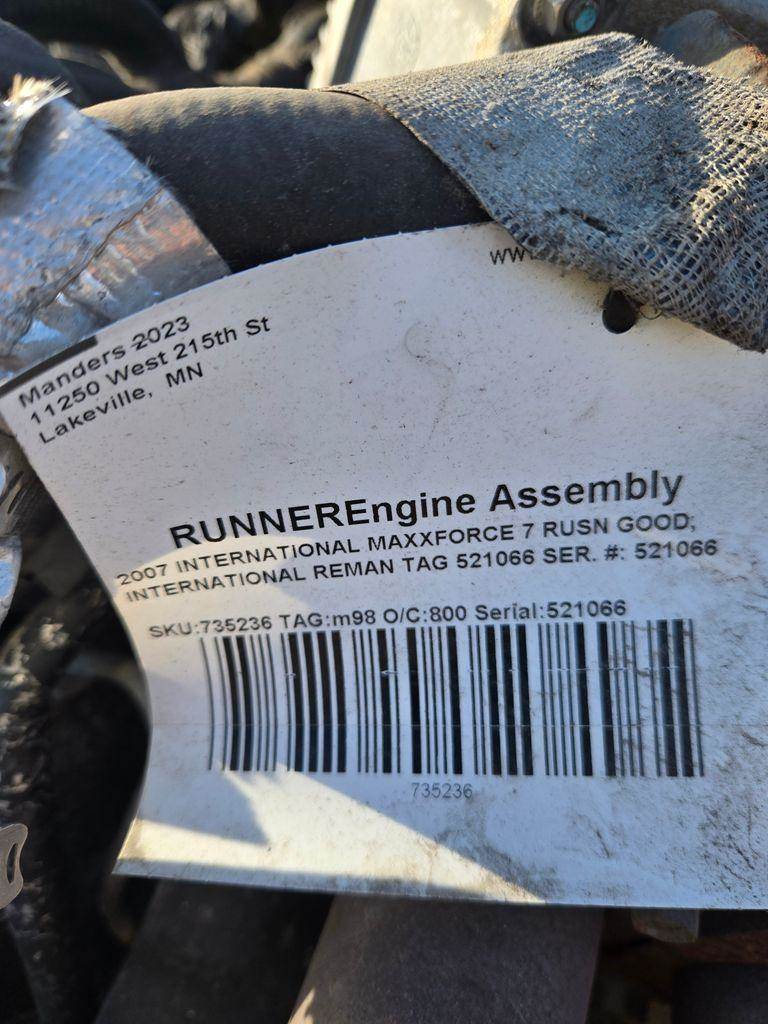 Manders 2023
11250 West 215th St
Lakeville, MN
RUNNEREngine Assembly
2007 INTERNATIONAL MAXXFORCE 7 RUSN GOOD;
INTERNATIONAL REMAN TAG 521066 SER. #: 521066
SKU:735236 TAG:m98 O/C:800 Serial:521066
735236